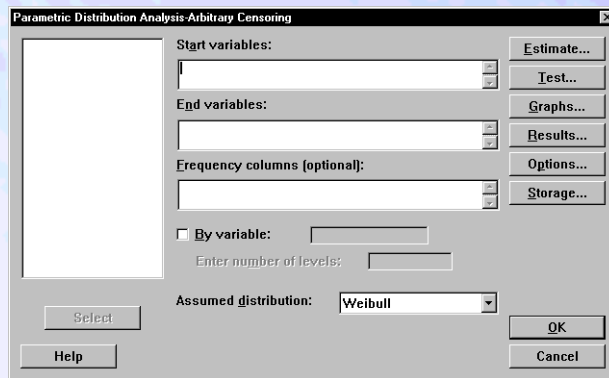 Parametric Distribution Analysis-Arbitrary Censoring
Start variables:
End variables:
Frequency columns (optional):
By variable:
Enter number of levels:
Assumed distribution:
Weibull
Select
Help
Estimate...
Test...
Graphs...
Results...
Options...
Storage...
OK
Cancel